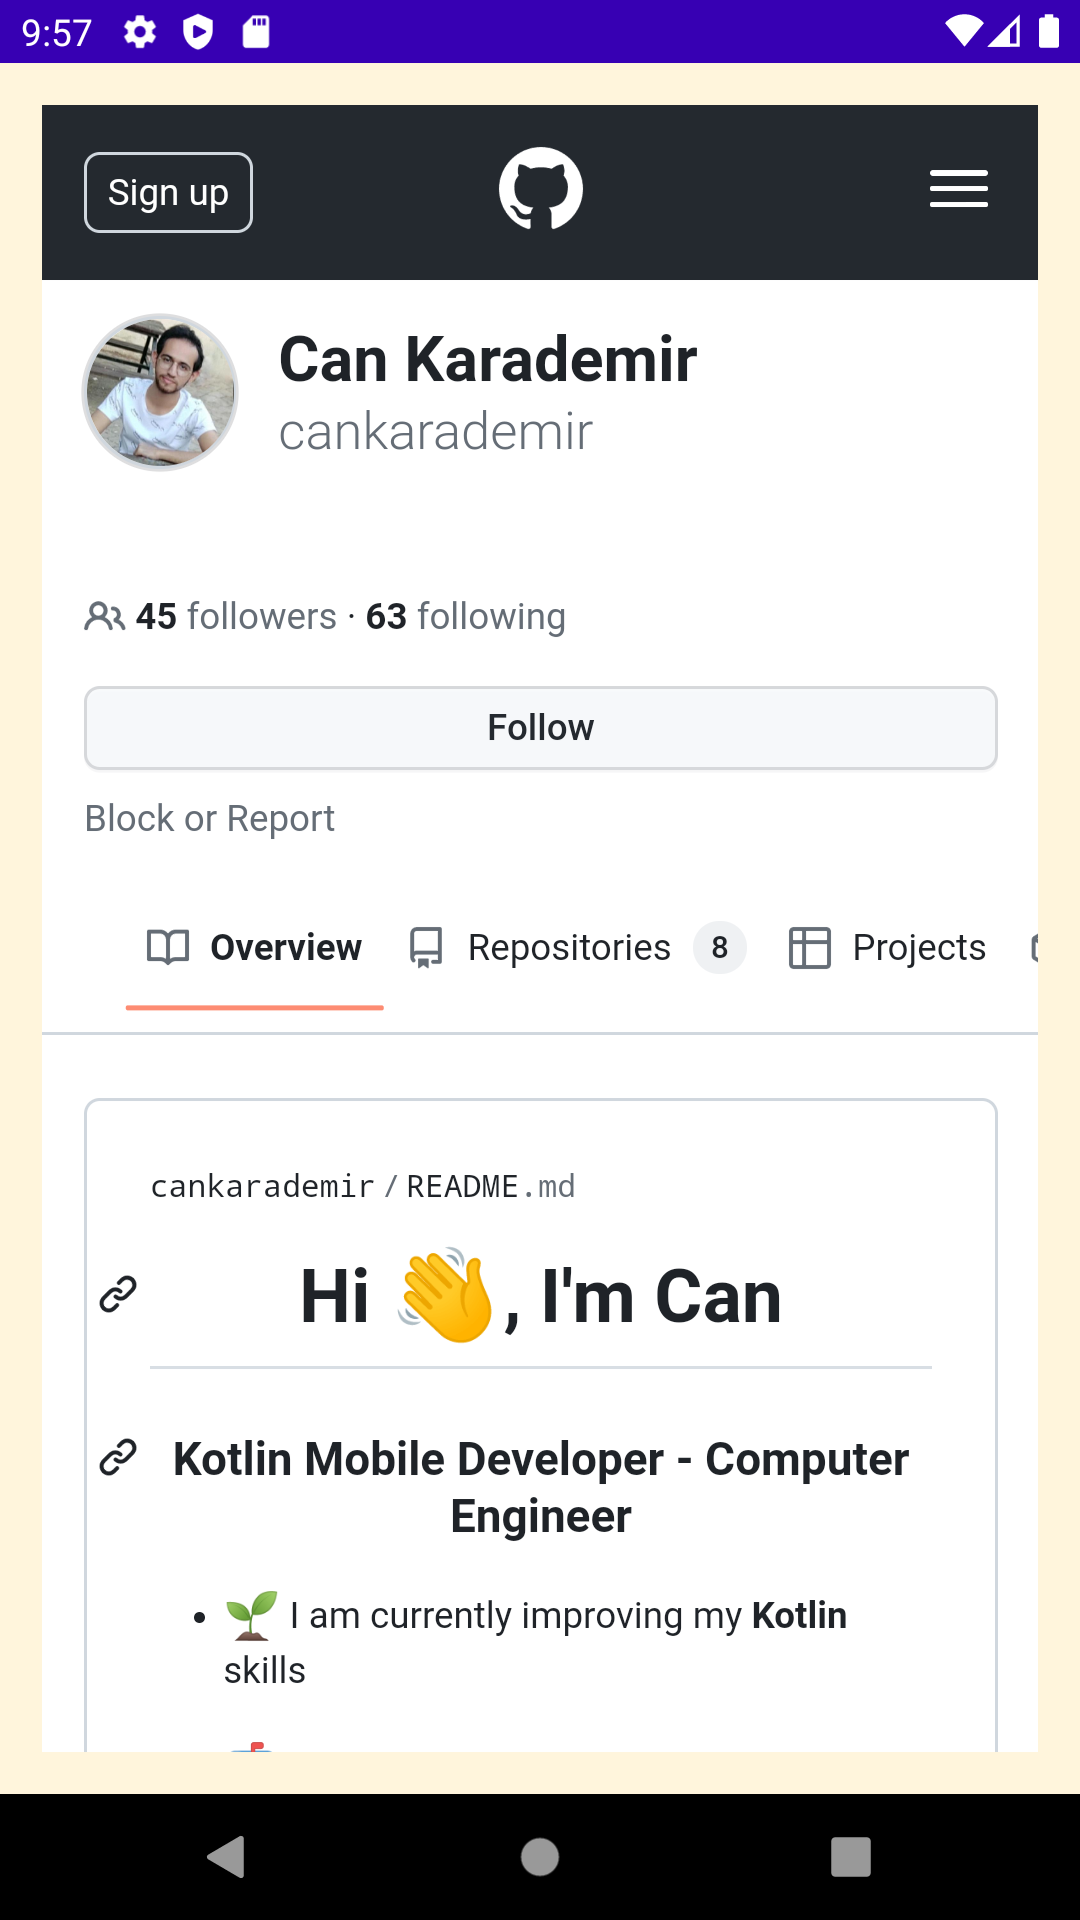 9:57
Sign up
Can Karademir
cankarademir
45 followers · 63 following
Follow
Block or Report
Overview Repositories 8 Projects
cankarademir/README.md
Hi 👋, I'm Can
Kotlin Mobile Developer - Computer
Engineer
• 🌱 I am currently improving my Kotlin
skills